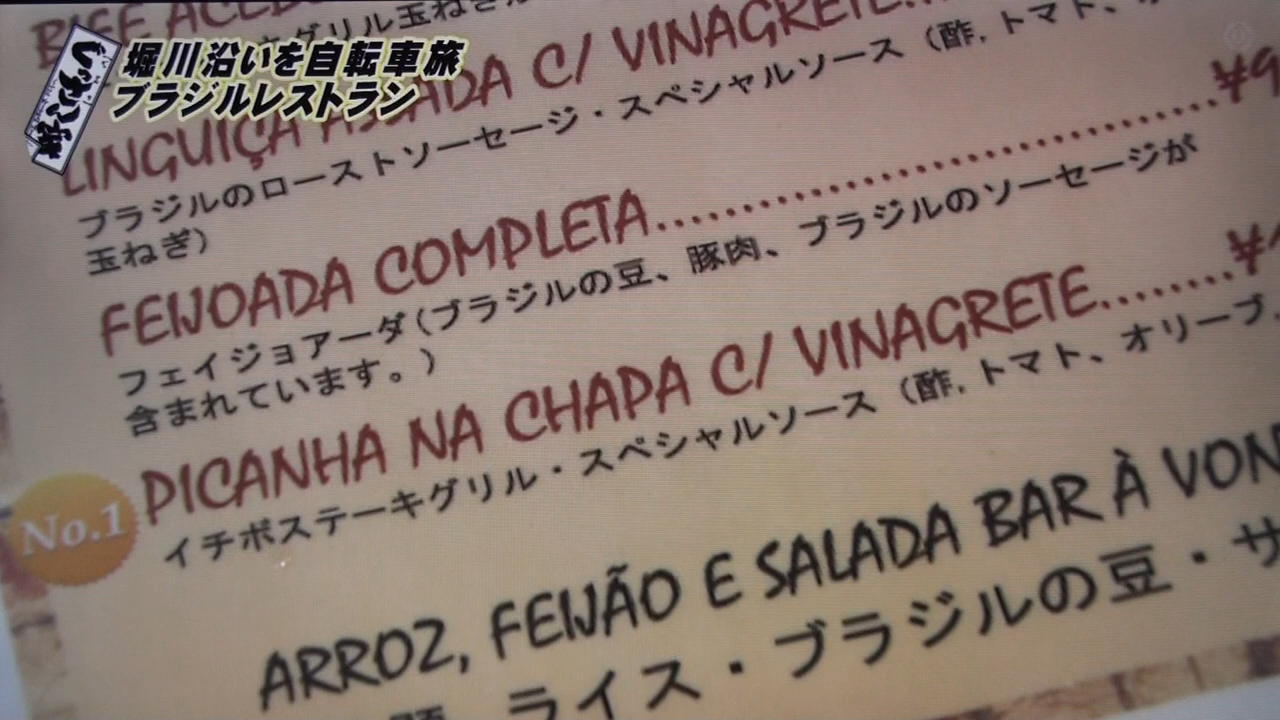 堀川沿いを自転車旅
ブラジルレストラン
グリル玉ねぎ
LINGUIÇA ASSADA C/ VINAGRETE
ブラジルのローストソーセージ・スペシャルソース (酢, トマト、
玉ねぎ)
FEIJOADA COMPLETA..........¥9
フェイジョアーダ(ブラジルの豆、豚肉、ブラジルのソーセージが
含まれています。)
No.1
PICANHA NA CHAPA C/ VINAGRETE..........¥
イチボステーキグリル・スペシャルソース (酢, トマト、オリーブ,
ARROZ, FEIJÃO E SALADA BAR À VON
ライス・ブラジルの豆・サ